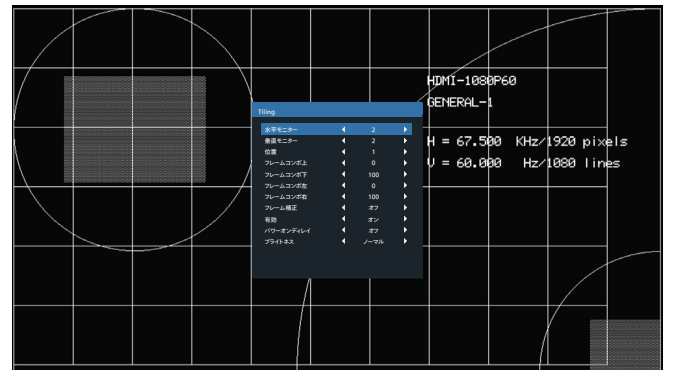 HDMI-1080P60
GENERAL-1
H = 67.500 KHz/1920 pixels
V = 60.000 Hz/1080 lines
Tiling
水平モニター 2
垂直モニター 2
位置 1
フレームコンポ上 0
フレームコンポ下 100
フレームコンポ左 0
フレームコンポ右 100
フレーム補正 オフ
有効 オン
パワーオンディレイ オフ
ブライトネス ノーマル